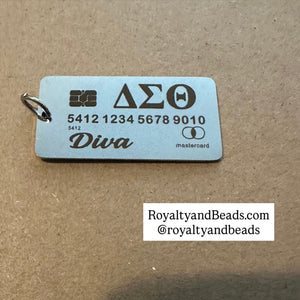 ΔΣΘ
5412 1234 5678 9010
5412
Diva
mastercard
RoyaltyandBeads.com
@royaltyandbeads